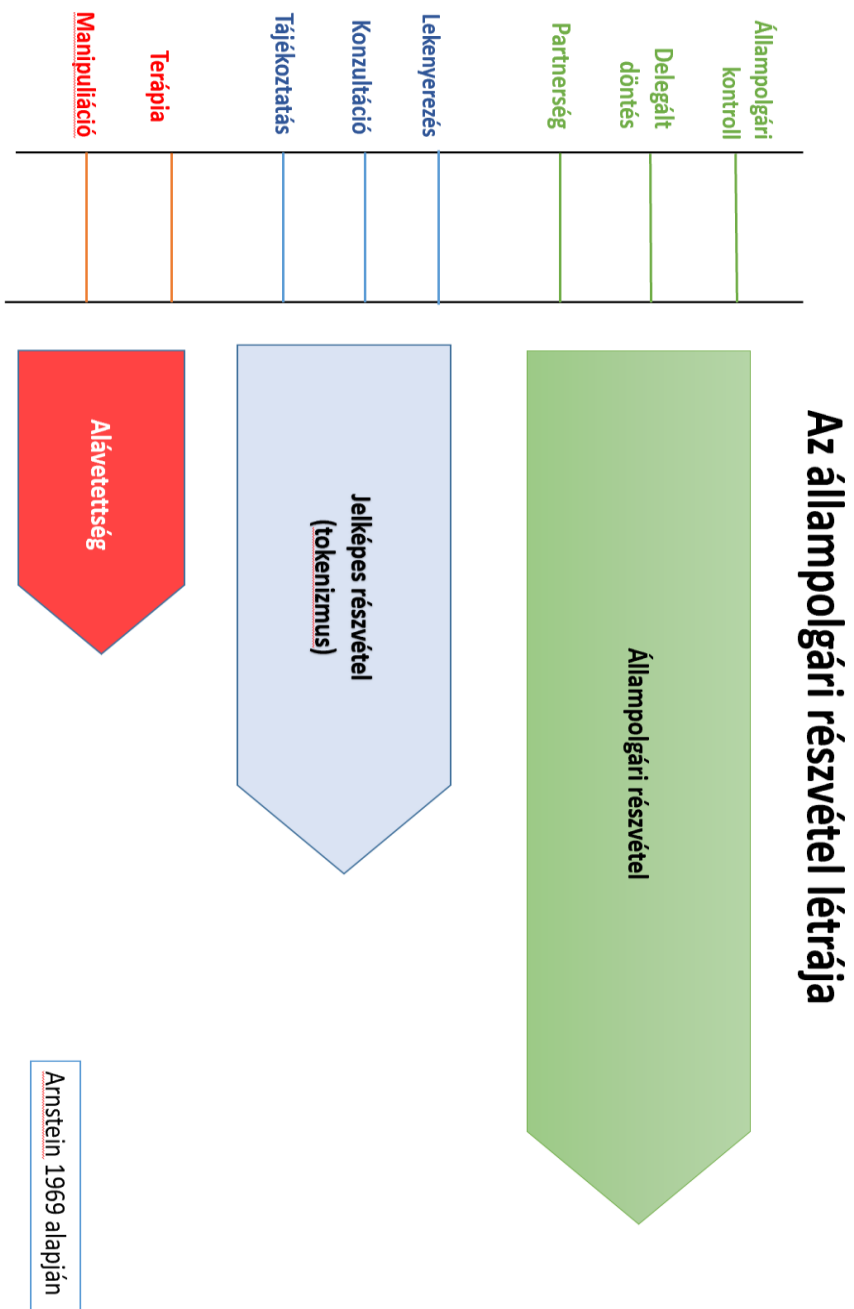 Az állampolgári részvétel létrája
Állampolgári
kontroll
Delegált
döntés
Partnerség
Állampolgári részvétel
Lekenyerezés
Konzultáció
Tájékoztatás
Jelképes részvétel
(tokenizmus)
Terápia
Manipuliáció
Alávetettség
Arnstein 1969 alapján